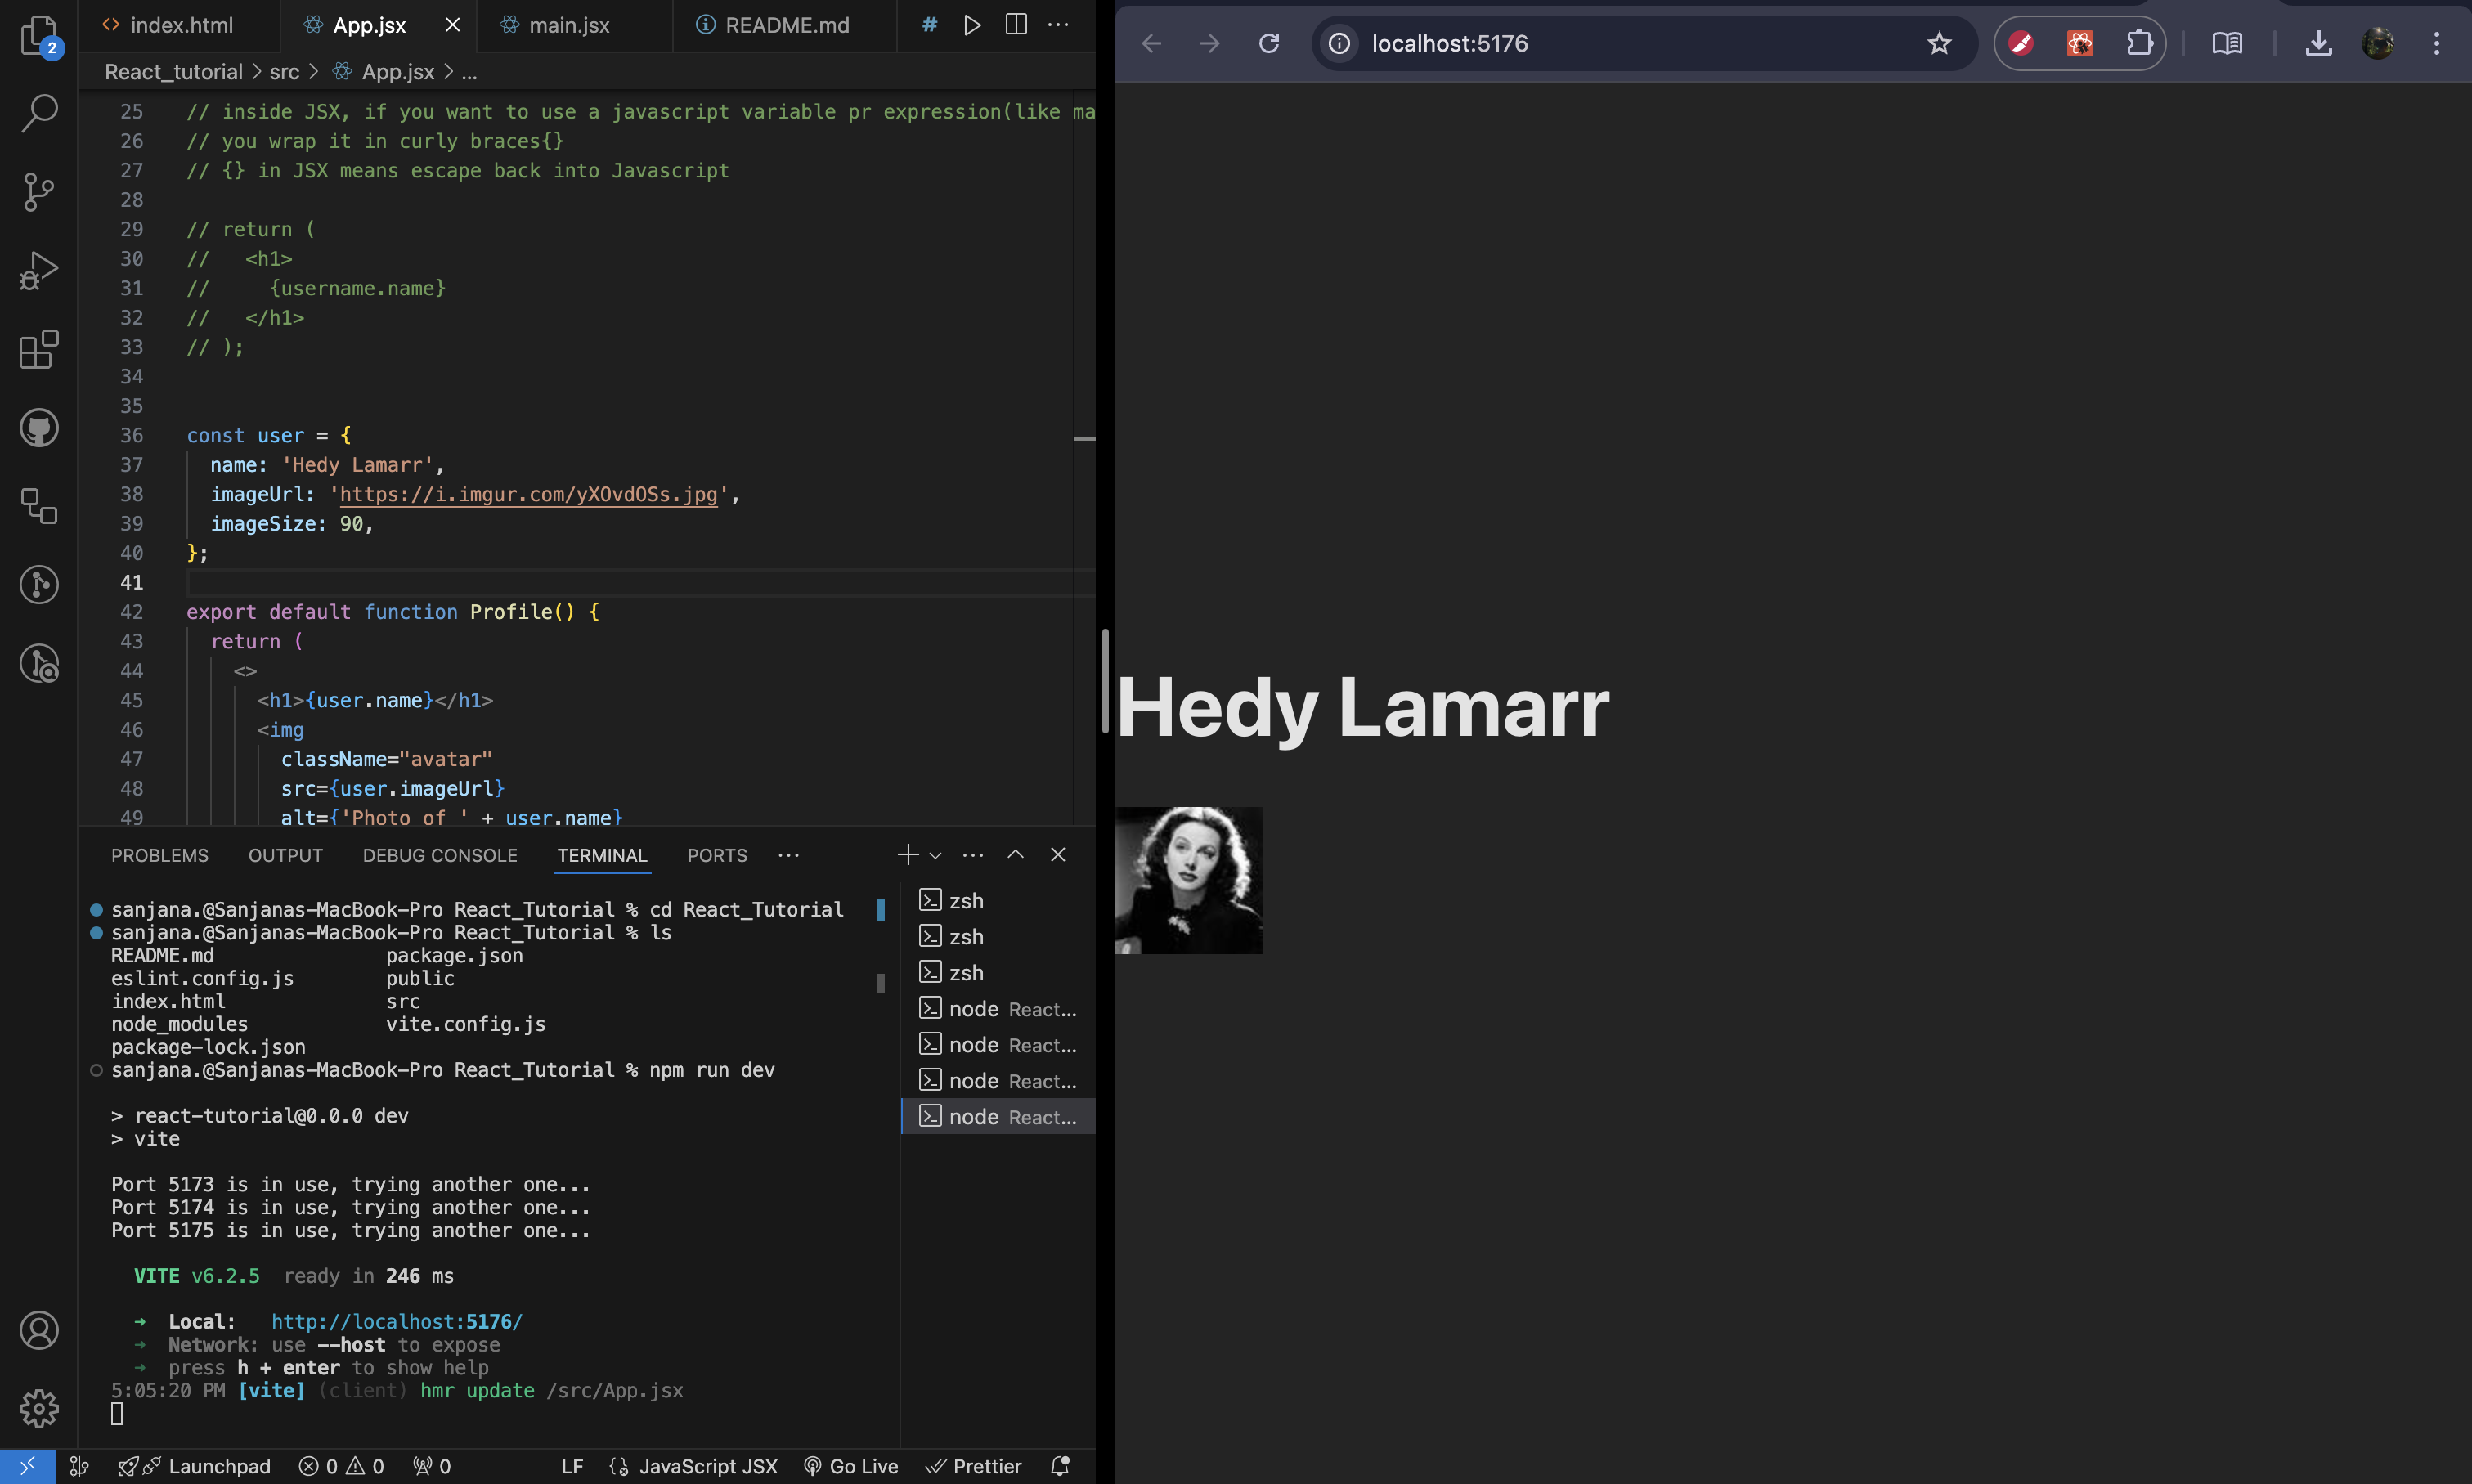 index.html
App.jsx
main.jsx
README.md
React_tutorial > src > App.jsx > ...
25 // inside JSX, if you want to use a javascript variable pr expression(like ma
26 // you wrap it in curly braces{}
27 // {} in JSX means escape back into Javascript
28
29 // return (
30 //   <h1>
31 //     {username.name}
32 //   </h1>
33 // );
34
35
36 const user = {
37   name: 'Hedy Lamarr',
38   imageUrl: 'https://i.imgur.com/yXOvdOSs.jpg',
39   imageSize: 90,
40 };
41
42 export default function Profile() {
43   return (
44     <>
45       <h1>{user.name}</h1>
46       <img
47         className="avatar"
48         src={user.imageUrl}
49         alt={'Photo of ' + user.name}
2
PROBLEMS OUTPUT DEBUG CONSOLE TERMINAL PORTS ...
sanjana.@Sanjanas-MacBook-Pro React_Tutorial % cd React_Tutorial
sanjana.@Sanjanas-MacBook-Pro React_Tutorial % ls
README.md package.json
eslint.config.js public
index.html src
node_modules vite.config.js
package-lock.json
sanjana.@Sanjanas-MacBook-Pro React_Tutorial % npm run dev
> react-tutorial@0.0.0 dev
> vite
Port 5173 is in use, trying another one...
Port 5174 is in use, trying another one...
Port 5175 is in use, trying another one...
VITE v6.2.5 ready in 246 ms
➜ Local: http://localhost:5176/
➜ Network: use --host to expose
➜ press h + enter to show help
5:05:20 PM [vite] (client) hmr update /src/App.jsx
zsh
zsh
zsh
node React...
node React...
node React...
node React...
Launchpad 0 0 0 LF JavaScript JSX Go Live Prettier
localhost:5176
Hedy Lamarr